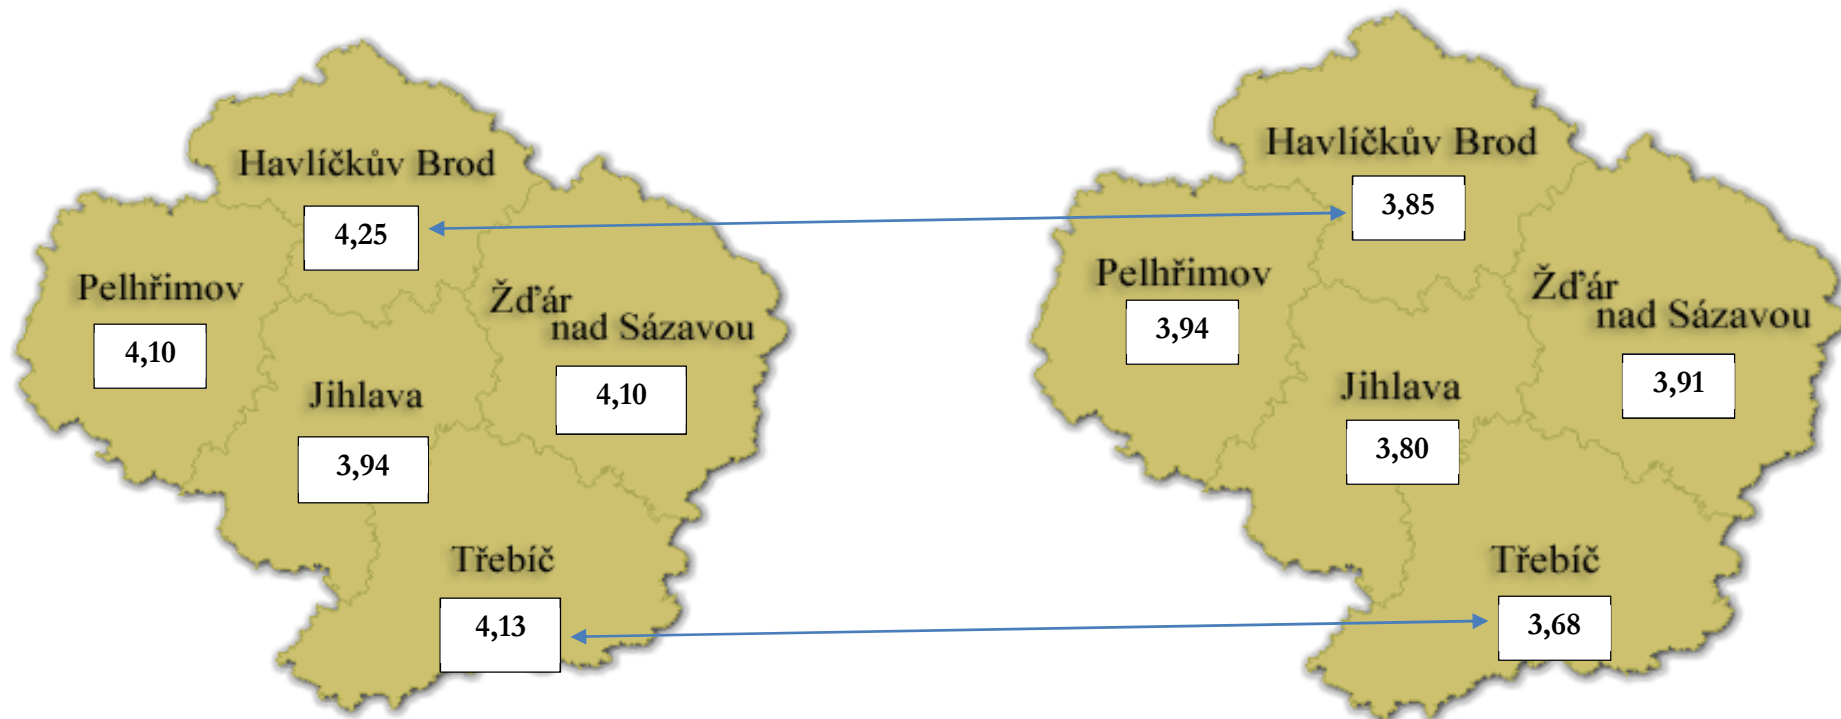 Havlíčkův Brod
4,25
Pelhřimov
4,10
Žďár
nad Sázavou
4,10
Jihlava
3,94
Třebíč
4,13
Havlíčkův Brod
3,85
Pelhřimov
3,94
Žďár
nad Sázavou
3,91
Jihlava
3,80
Třebíč
3,68